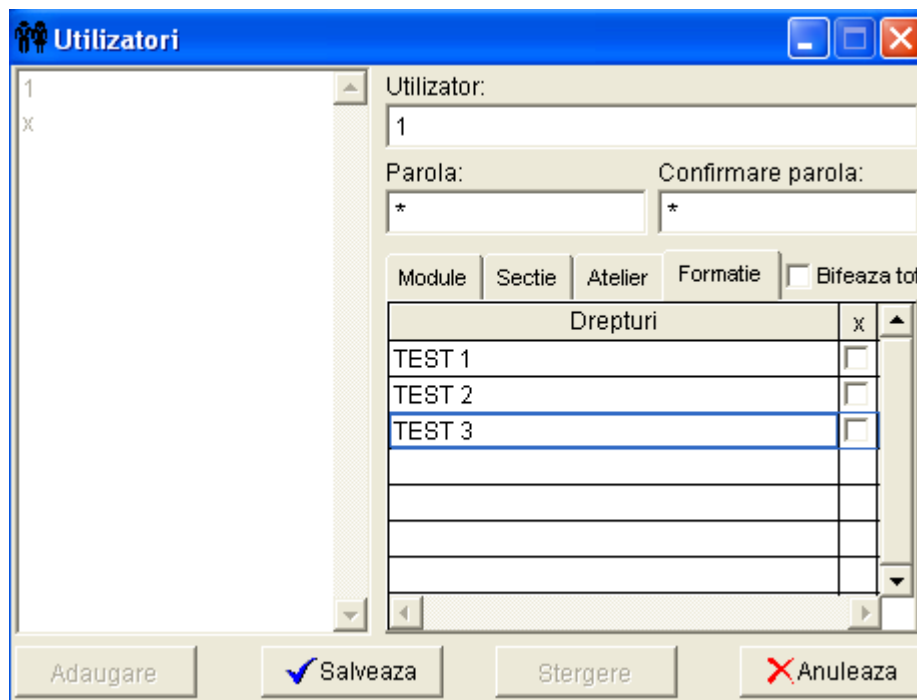 Utilizatori
1
x
Utilizator:
1
Parola:
Confirmare parola:
*
*
Module
Sectie
Atelier
Formatie
Bifeaza tot
Drepturi
x
TEST 1
TEST 2
TEST 3
Adaugare
Salveaza
Stergere
Anuleaza